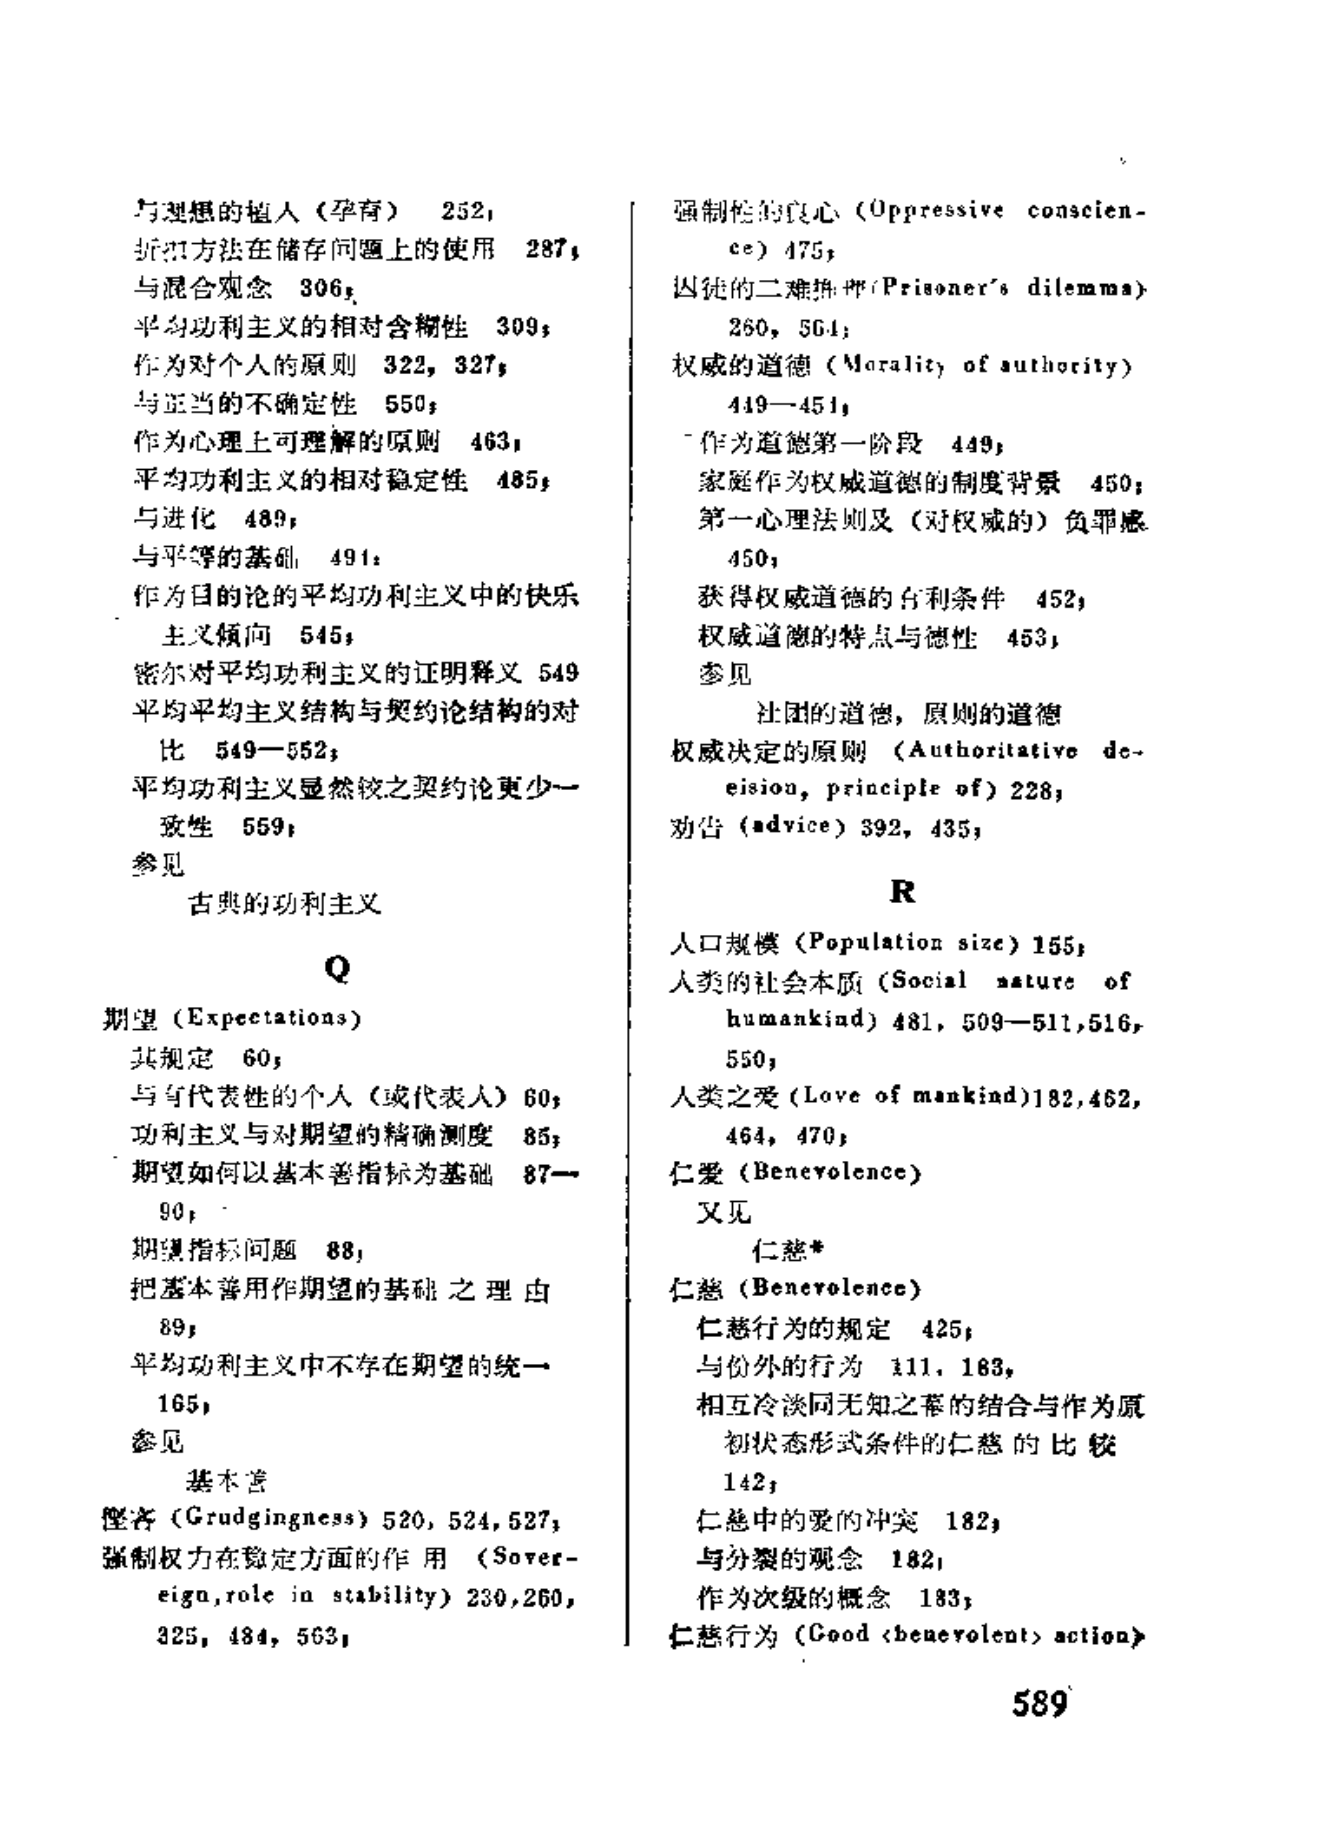 与理想的植入（孕育） 252；
折扣方法在储存问题上的使用 287；
与混合观念 306；
平均功利主义的相对含糊性 309；
作为对个人的原则 322，327；
与正当的不确定性 550；
作为心理上可理解的原则 463；
平均功利主义的相对稳定性 485；
与进化 489；
与平等的基础 491；
作为目的论的平均功利主义中的快乐
主义倾向 545；
密尔对平均功利主义的证明释义 549
平均平均主义结构与契约论结构的对
比 549—552；
平均功利主义显然较之契约论更少一
致性 559；
参见
古典的功利主义
Q
期望（Expectations）
其规定 60；
与有代表性的个人（或代表人）60；
功利主义与对期望的精确测度 85；
期望如何以基本善指标为基础 87—
90；
期望指标问题 88；
把基本善用作期望的基础之理由
89；
平均功利主义中不存在期望的统一
165；
参见
基本善
悭吝（Grudgingness）520，524，527；
强制权力在稳定方面的作用 （Sover-
eign,role in stability）230,260,
325，484，563；
强制性的良心（Oppressive conscien-
ce）475；
囚徒的二难推理（Prisoner's dilemma）
260，564；
权威的道德（Morality of authority）
449—451；
作为道德第一阶段 449；
家庭作为权威道德的制度背景 450；
第一心理法则及（对权威的）负罪感
450；
获得权威道德的有利条件 452；
权威道德的特点与德性 453；
参见
社团的道德，原则的道德
权威决定的原则 （Authoritative de-
eision，principle of）228；
劝告（advice）392，435；
R
人口规模（Population size）155；
人类的社会本质（Social nature of
humankind）481，509—511,516,
550；
人类之爱(Love of mankind)182,462,
464，470；
仁爱（Benevolence）
又见
仁慈*
仁慈（Benevolence）
仁慈行为的规定 425；
与份外的行为 111，183，
相互冷淡同无知之幕的结合与作为原
初状态形式条件的仁慈的比较
142；
仁慈中的爱的冲突 182；
与分裂的观念 182；
作为次级的概念 183；
仁慈行为（Good <benevolent> action）
589